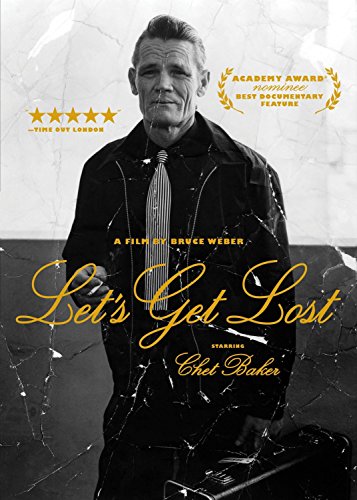 ACADEMY AWARD®
nominee
BEST DOCUMENTARY
FEATURE
★★★★★
—TIME OUT LONDON
A FILM BY BRUCE WEBER
Let's Get Lost
STARRING
Chet Baker